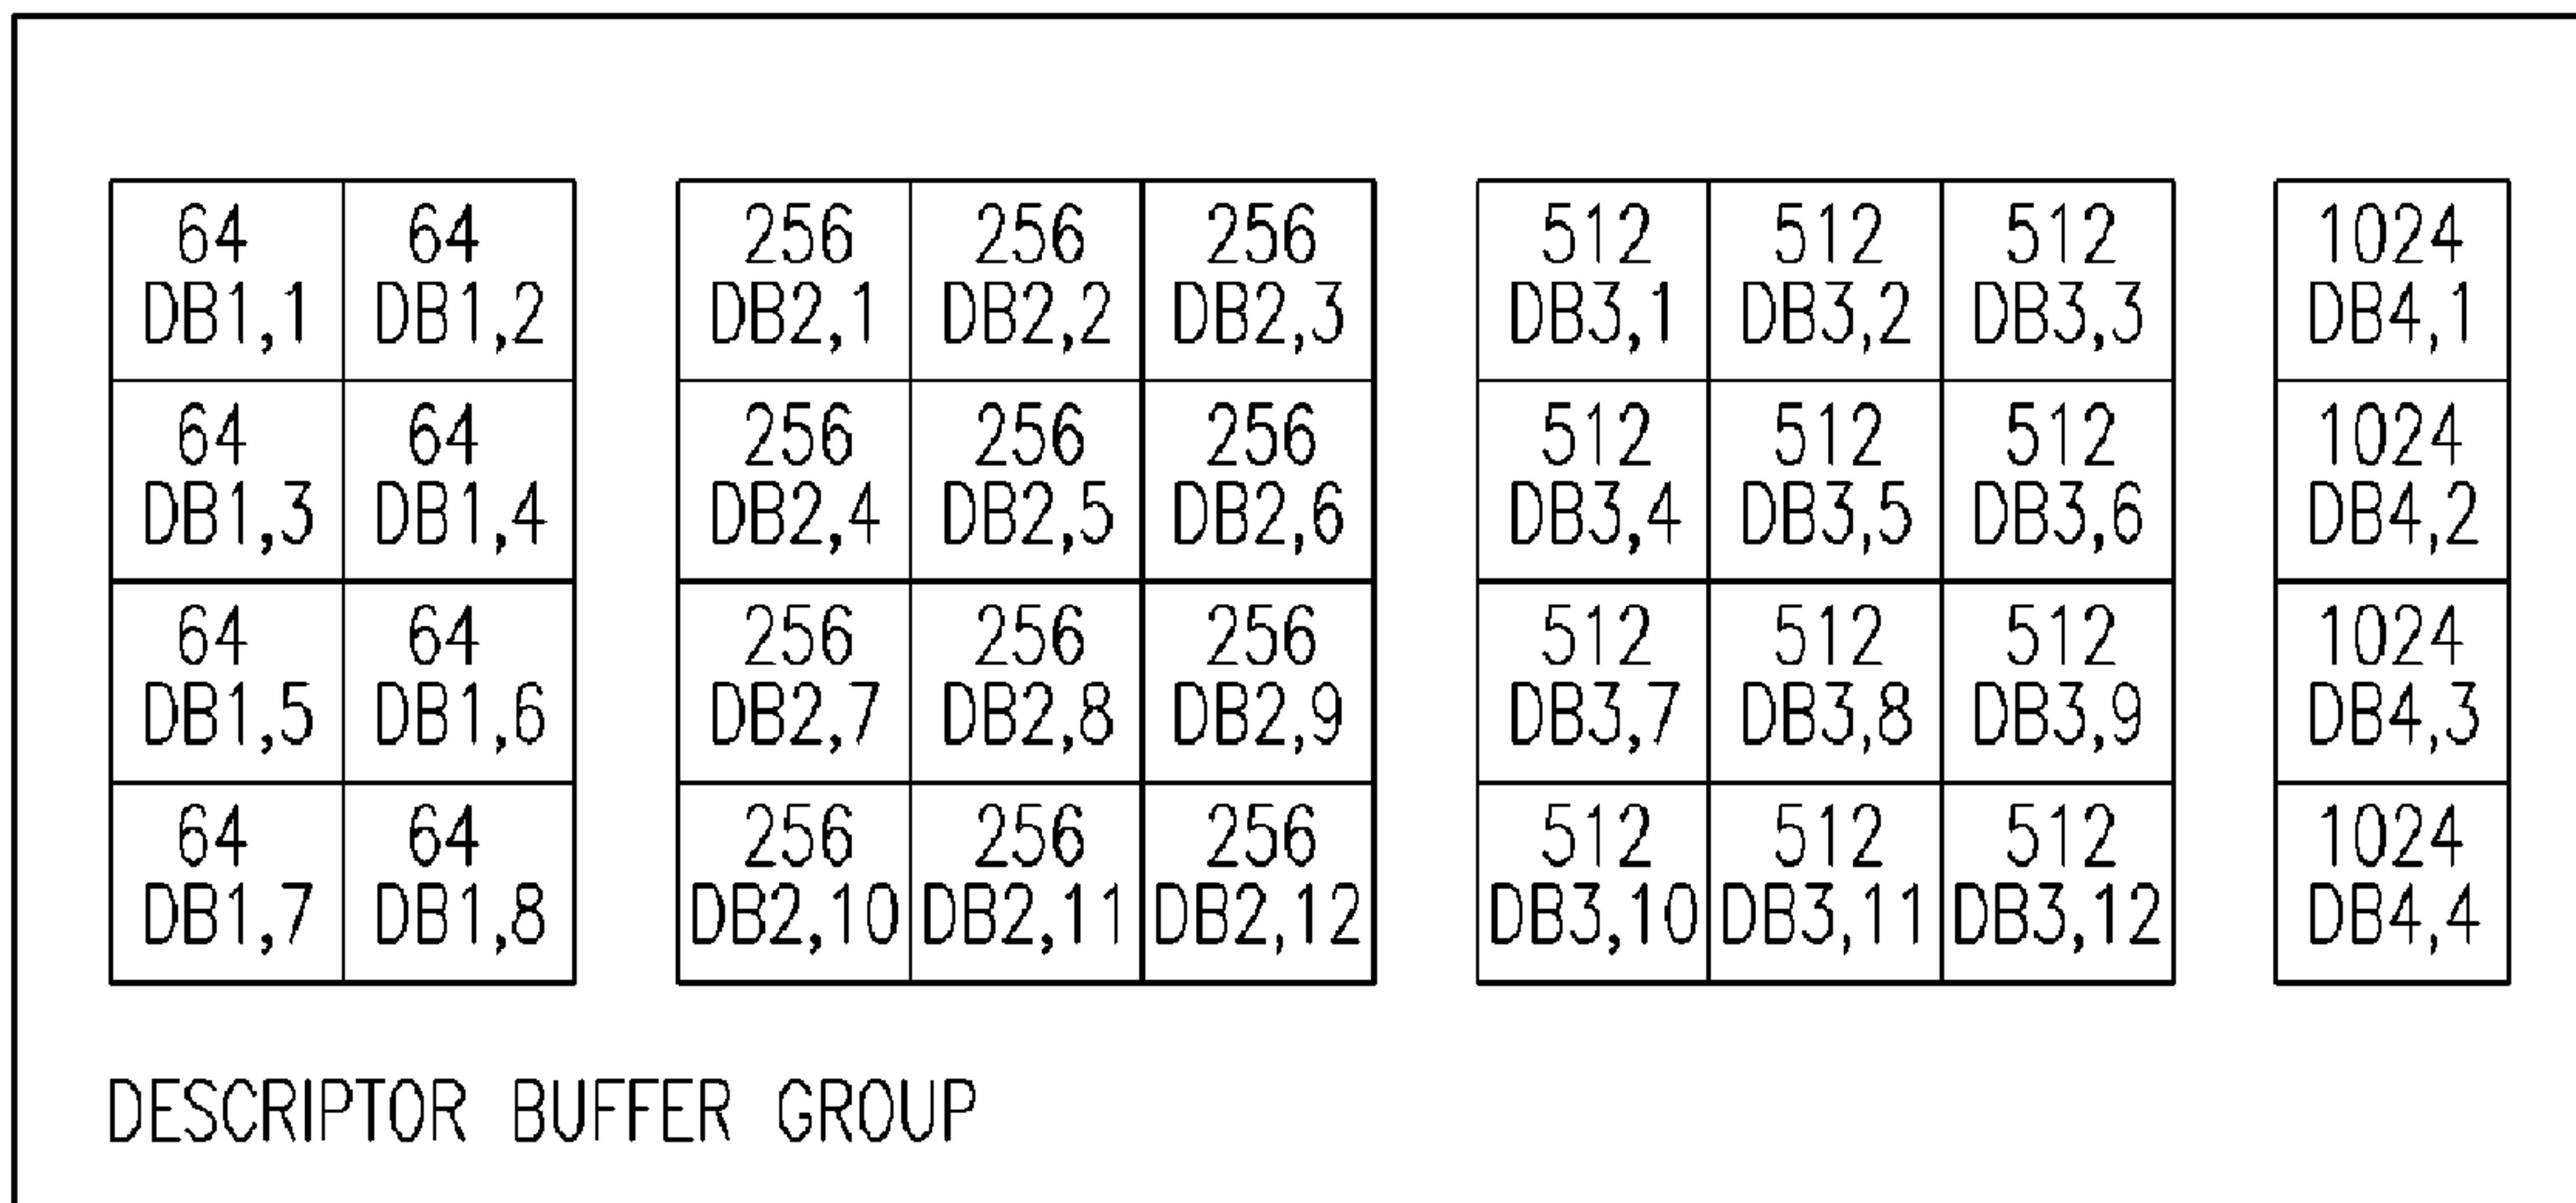 64 64 256 256 256 512 512 512 1024
DB1,1 DB1,2 DB2,1 DB2,2 DB2,3 DB3,1 DB3,2 DB3,3 DB4,1
64 64 256 256 256 512 512 512 1024
DB1,3 DB1,4 DB2,4 DB2,5 DB2,6 DB3,4 DB3,5 DB3,6 DB4,2
64 64 256 256 256 512 512 512 1024
DB1,5 DB1,6 DB2,7 DB2,8 DB2,9 DB3,7 DB3,8 DB3,9 DB4,3
64 64 256 256 256 512 512 512 1024
DB1,7 DB1,8 DB2,10 DB2,11 DB2,12 DB3,10 DB3,11 DB3,12 DB4,4
DESCRIPTOR BUFFER GROUP